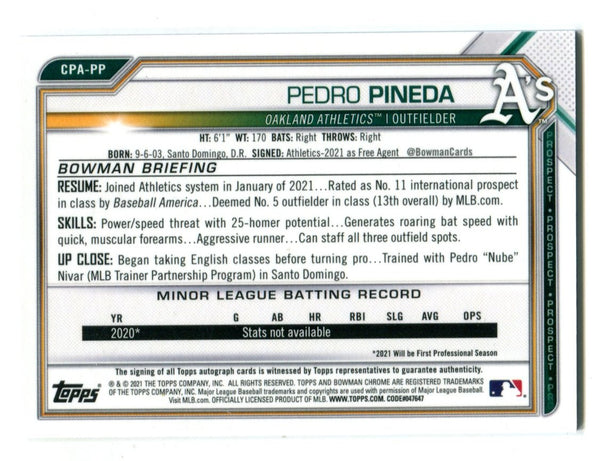 CPA-PP
PEDRO PINEDA
A's
OAKLAND ATHLETICS™ | OUTFIELDER
HT: 6'1" WT: 170 BATS: Right THROWS: Right
BORN: 9-6-03, Santo Domingo, D.R. SIGNED: Athletics-2021 as Free Agent @BowmanCards
BOWMAN BRIEFING
RESUME: Joined Athletics system in January of 2021...Rated as No. 11 international prospect
in class by Baseball America...Deemed No. 5 outfielder in class (13th overall) by MLB.com.
SKILLS: Power/speed threat with 25-homer potential...Generates roaring bat speed with
quick, muscular forearms...Aggressive runner...Can staff all three outfield spots.
UP CLOSE: Began taking English classes before turning pro...Trained with Pedro "Nube"
Nivar (MLB Trainer Partnership Program) in Santo Domingo.
MINOR LEAGUE BATTING RECORD
YR G AB HR RBI SLG AVG OPS
2020* Stats not available
*2021 Will be First Professional Season
PROSPECT • PROSPECT • PROSPECT • PROSPECT • PR
The signing of all Topps autograph cards is witnessed by Topps representatives to guarantee authenticity.
Topps
® & © 2021 THE TOPPS COMPANY, INC. ALL RIGHTS RESERVED. TOPPS AND BOWMAN CHROME ARE REGISTERED TRADEMARKS
OF THE TOPPS COMPANY, INC. Major League Baseball trademarks and copyrights are used with permission of Major League Baseball.
Visit MLB.com. OFFICIALLY LICENSED PRODUCT OF MLB. WWW.TOPPS.COM. CODE#047647